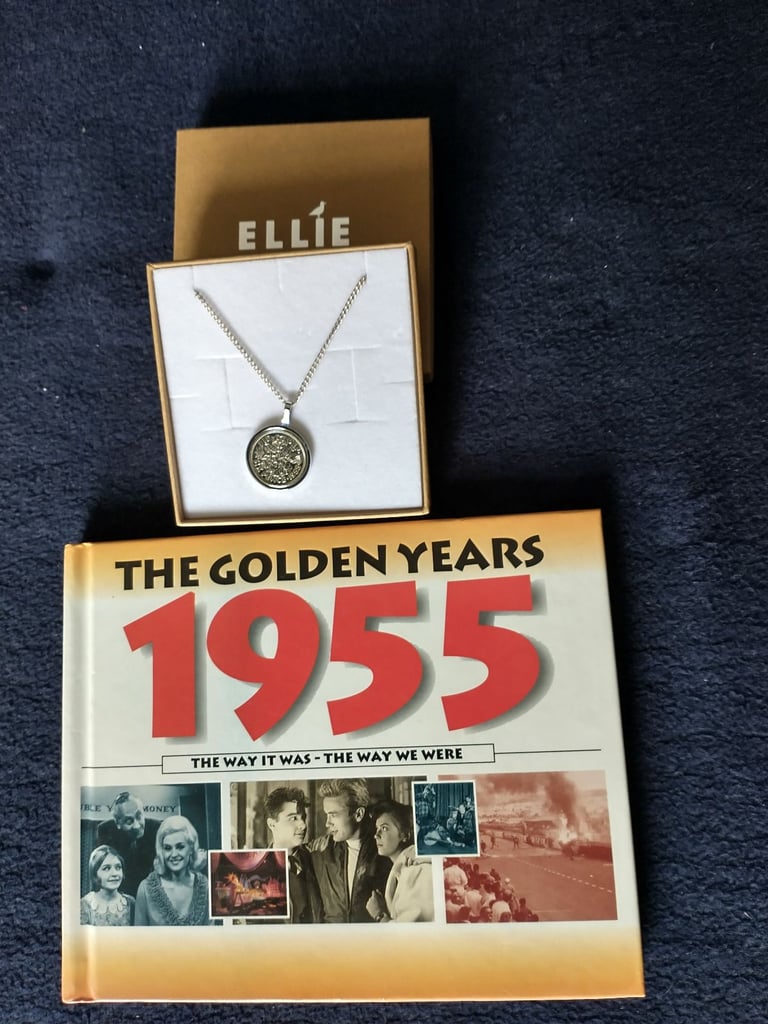 ELLIE
THE GOLDEN YEARS
1955
THE WAY IT WAS - THE WAY WE WERE
MONEY